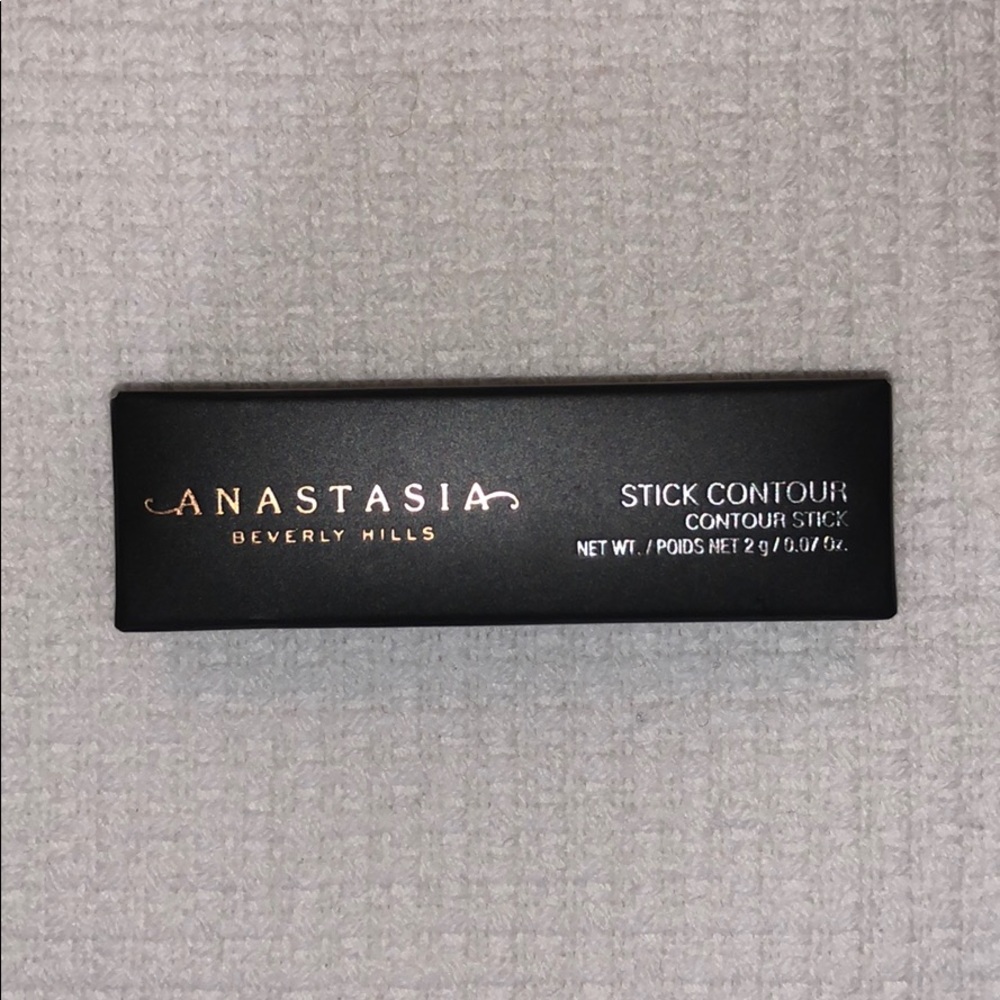 ANASTASIA
BEVERLY HILLS
STICK CONTOUR
CONTOUR STICK
NET WT. / POIDS NET 2 g / 0.07 Oz.